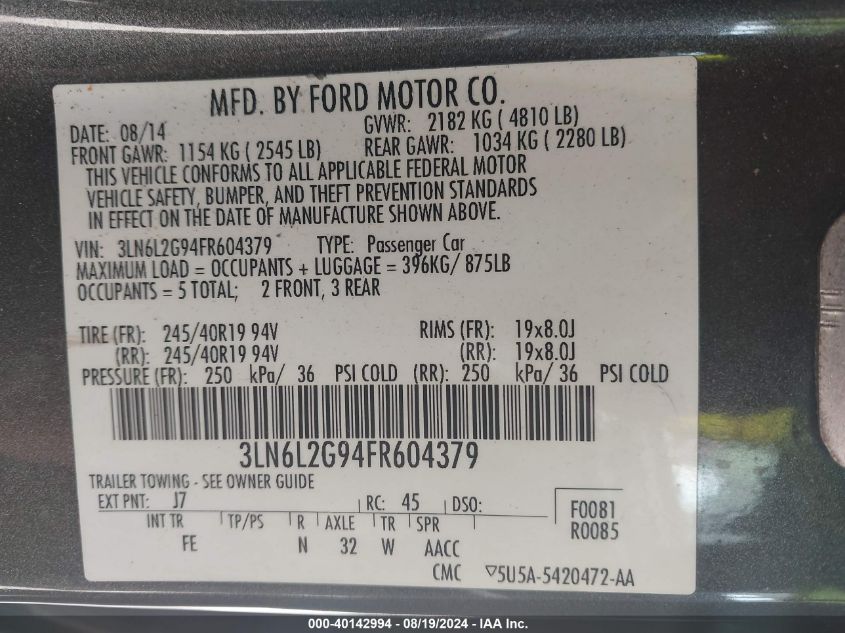 MFD. BY FORD MOTOR CO.
DATE: 08/14 GVWR: 2182 KG ( 4810 LB)
FRONT GAWR: 1154 KG ( 2545 LB) REAR GAWR: 1034 KG ( 2280 LB)
THIS VEHICLE CONFORMS TO ALL APPLICABLE FEDERAL MOTOR
VEHICLE SAFETY, BUMPER, AND THEFT PREVENTION STANDARDS
IN EFFECT ON THE DATE OF MANUFACTURE SHOWN ABOVE.
VIN: 3LN6L2G94FR604379 TYPE: Passenger Car
MAXIMUM LOAD = OCCUPANTS + LUGGAGE = 396KG/ 875LB
OCCUPANTS = 5 TOTAL; 2 FRONT, 3 REAR
TIRE (FR): 245/40R19 94V RIMS (FR): 19x8.0J
(RR): 245/40R19 94V (RR): 19x8.0J
PRESSURE (FR): 250 kPa/ 36 PSI COLD (RR): 250 kPa/ 36 PSI COLD
3LN6L2G94FR604379
TRAILER TOWING - SEE OWNER GUIDE
EXT PNT: J7 RC: 45 DSO: F0081
INT TR TP/PS R AXLE TR SPR R0085
FE N 32 W AACC
CMC ▽5U5A-5420472-AA
000-40142994 - 08/19/2024 - IAA Inc.